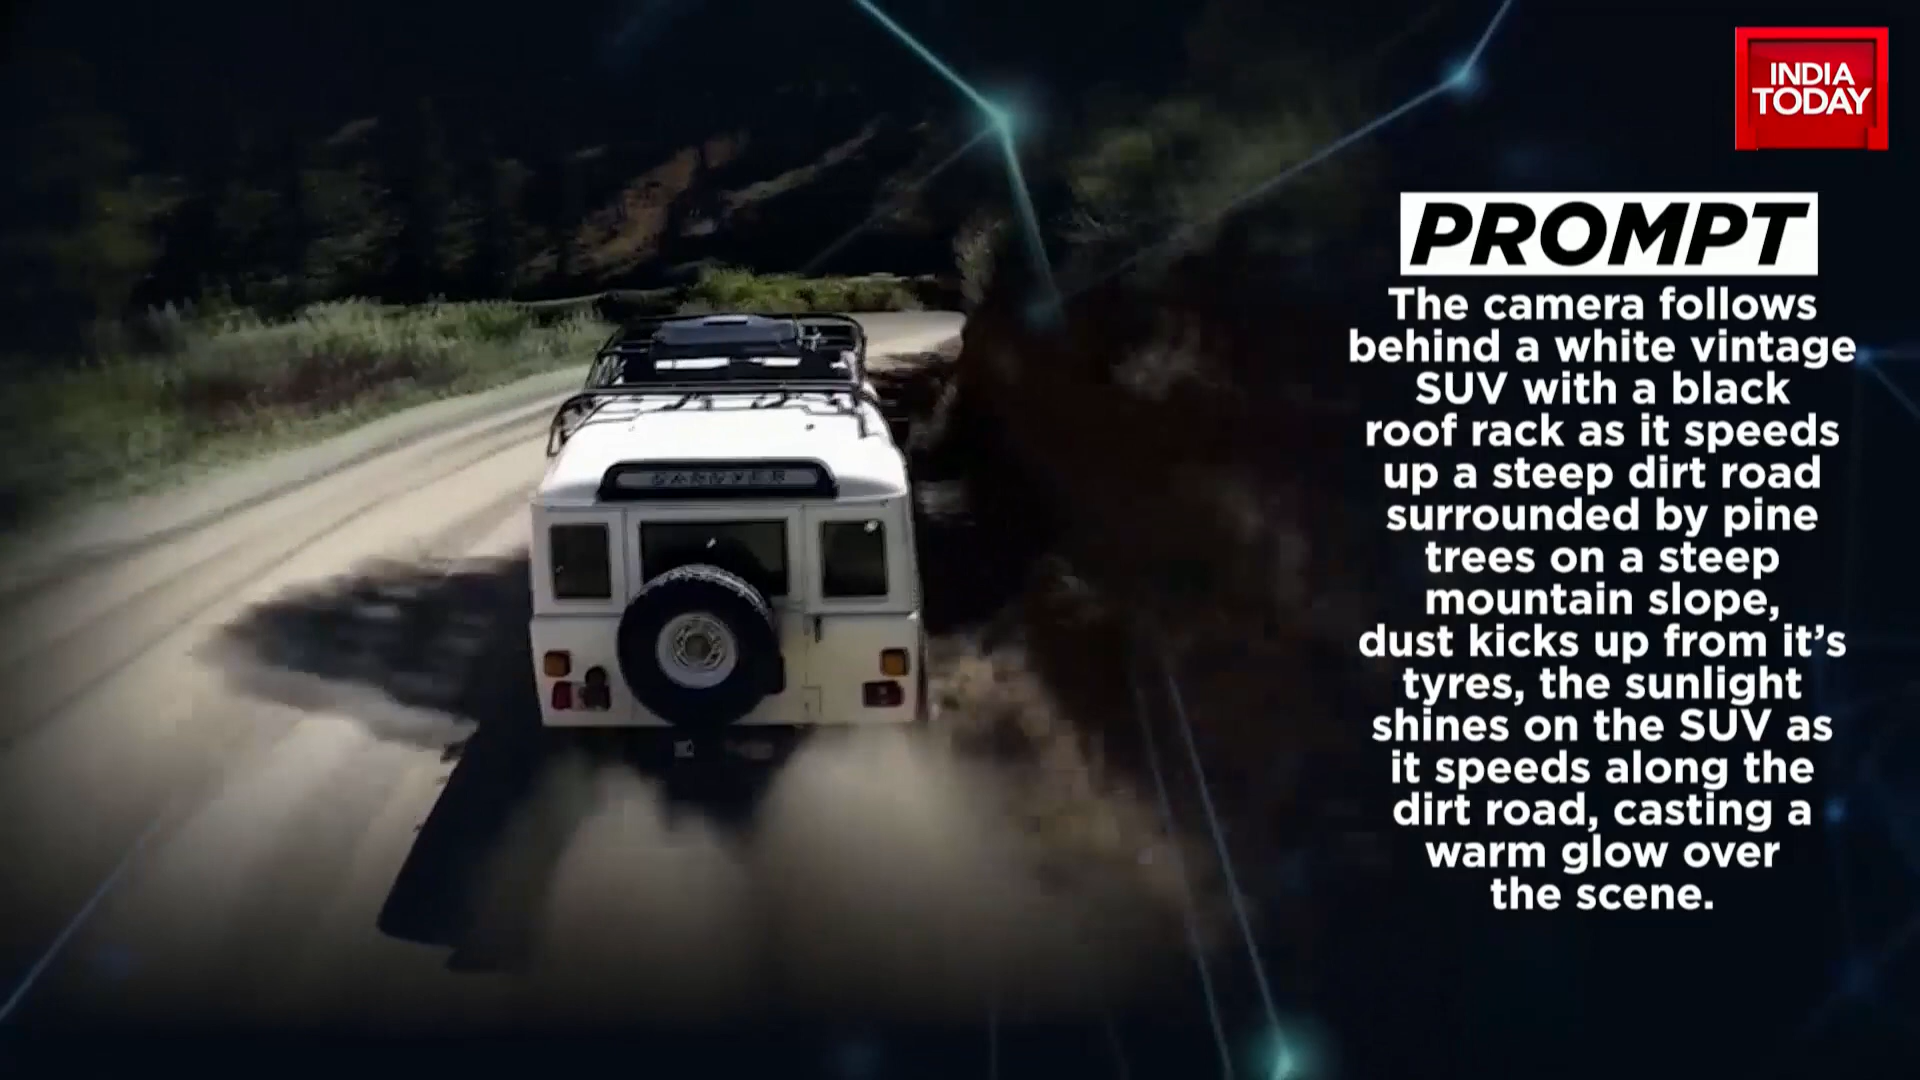 INDIA
TODAY
PROMPT
The camera follows
behind a white vintage
SUV with a black
roof rack as it speeds
up a steep dirt road
surrounded by pine
trees on a steep
mountain slope,
dust kicks up from it’s
tyres, the sunlight
shines on the SUV as
it speeds along the
dirt road, casting a
warm glow over
the scene.